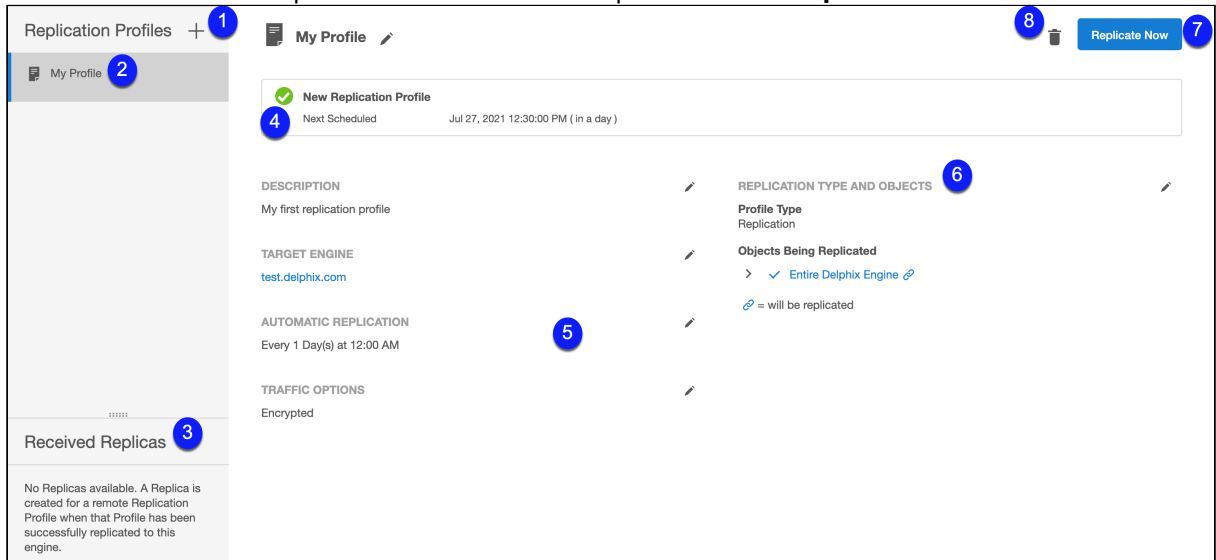 Replication Profiles + 1
My Profile 2
Received Replicas 3
No Replicas available. A Replica is
created for a remote Replication
Profile when that Profile has been
successfully replicated to this
engine.
My Profile
8
Replicate Now 7
New Replication Profile
4 Next Scheduled Jul 27, 2021 12:30:00 PM ( in a day )
DESCRIPTION
My first replication profile
TARGET ENGINE
test.delphix.com
AUTOMATIC REPLICATION
Every 1 Day(s) at 12:00 AM
5
TRAFFIC OPTIONS
Encrypted
REPLICATION TYPE AND OBJECTS 6
Profile Type
Replication
Objects Being Replicated
Entire Delphix Engine
= will be replicated